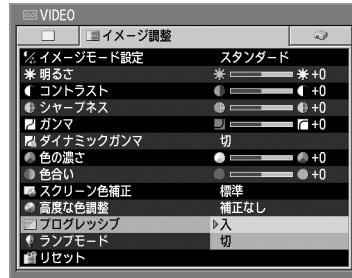 VIDEO
イメージ調整
イメージモード設定 スタンダード
明るさ +0
コントラスト +0
シャープネス +0
ガンマ +0
ダイナミックガンマ 切
色の濃さ +0
色合い +0
スクリーン色補正 標準
高度な色調整 補正なし
プログレッシブ 入
ランプモード 切
リセット